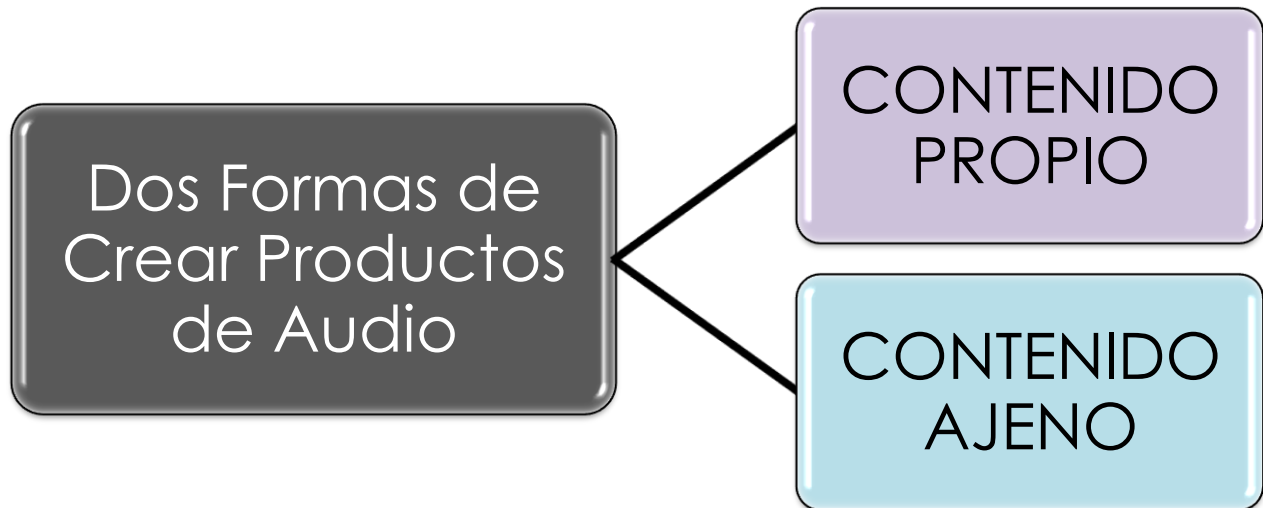 Dos Formas de
Crear Productos
de Audio
CONTENIDO
PROPIO
CONTENIDO
AJENO